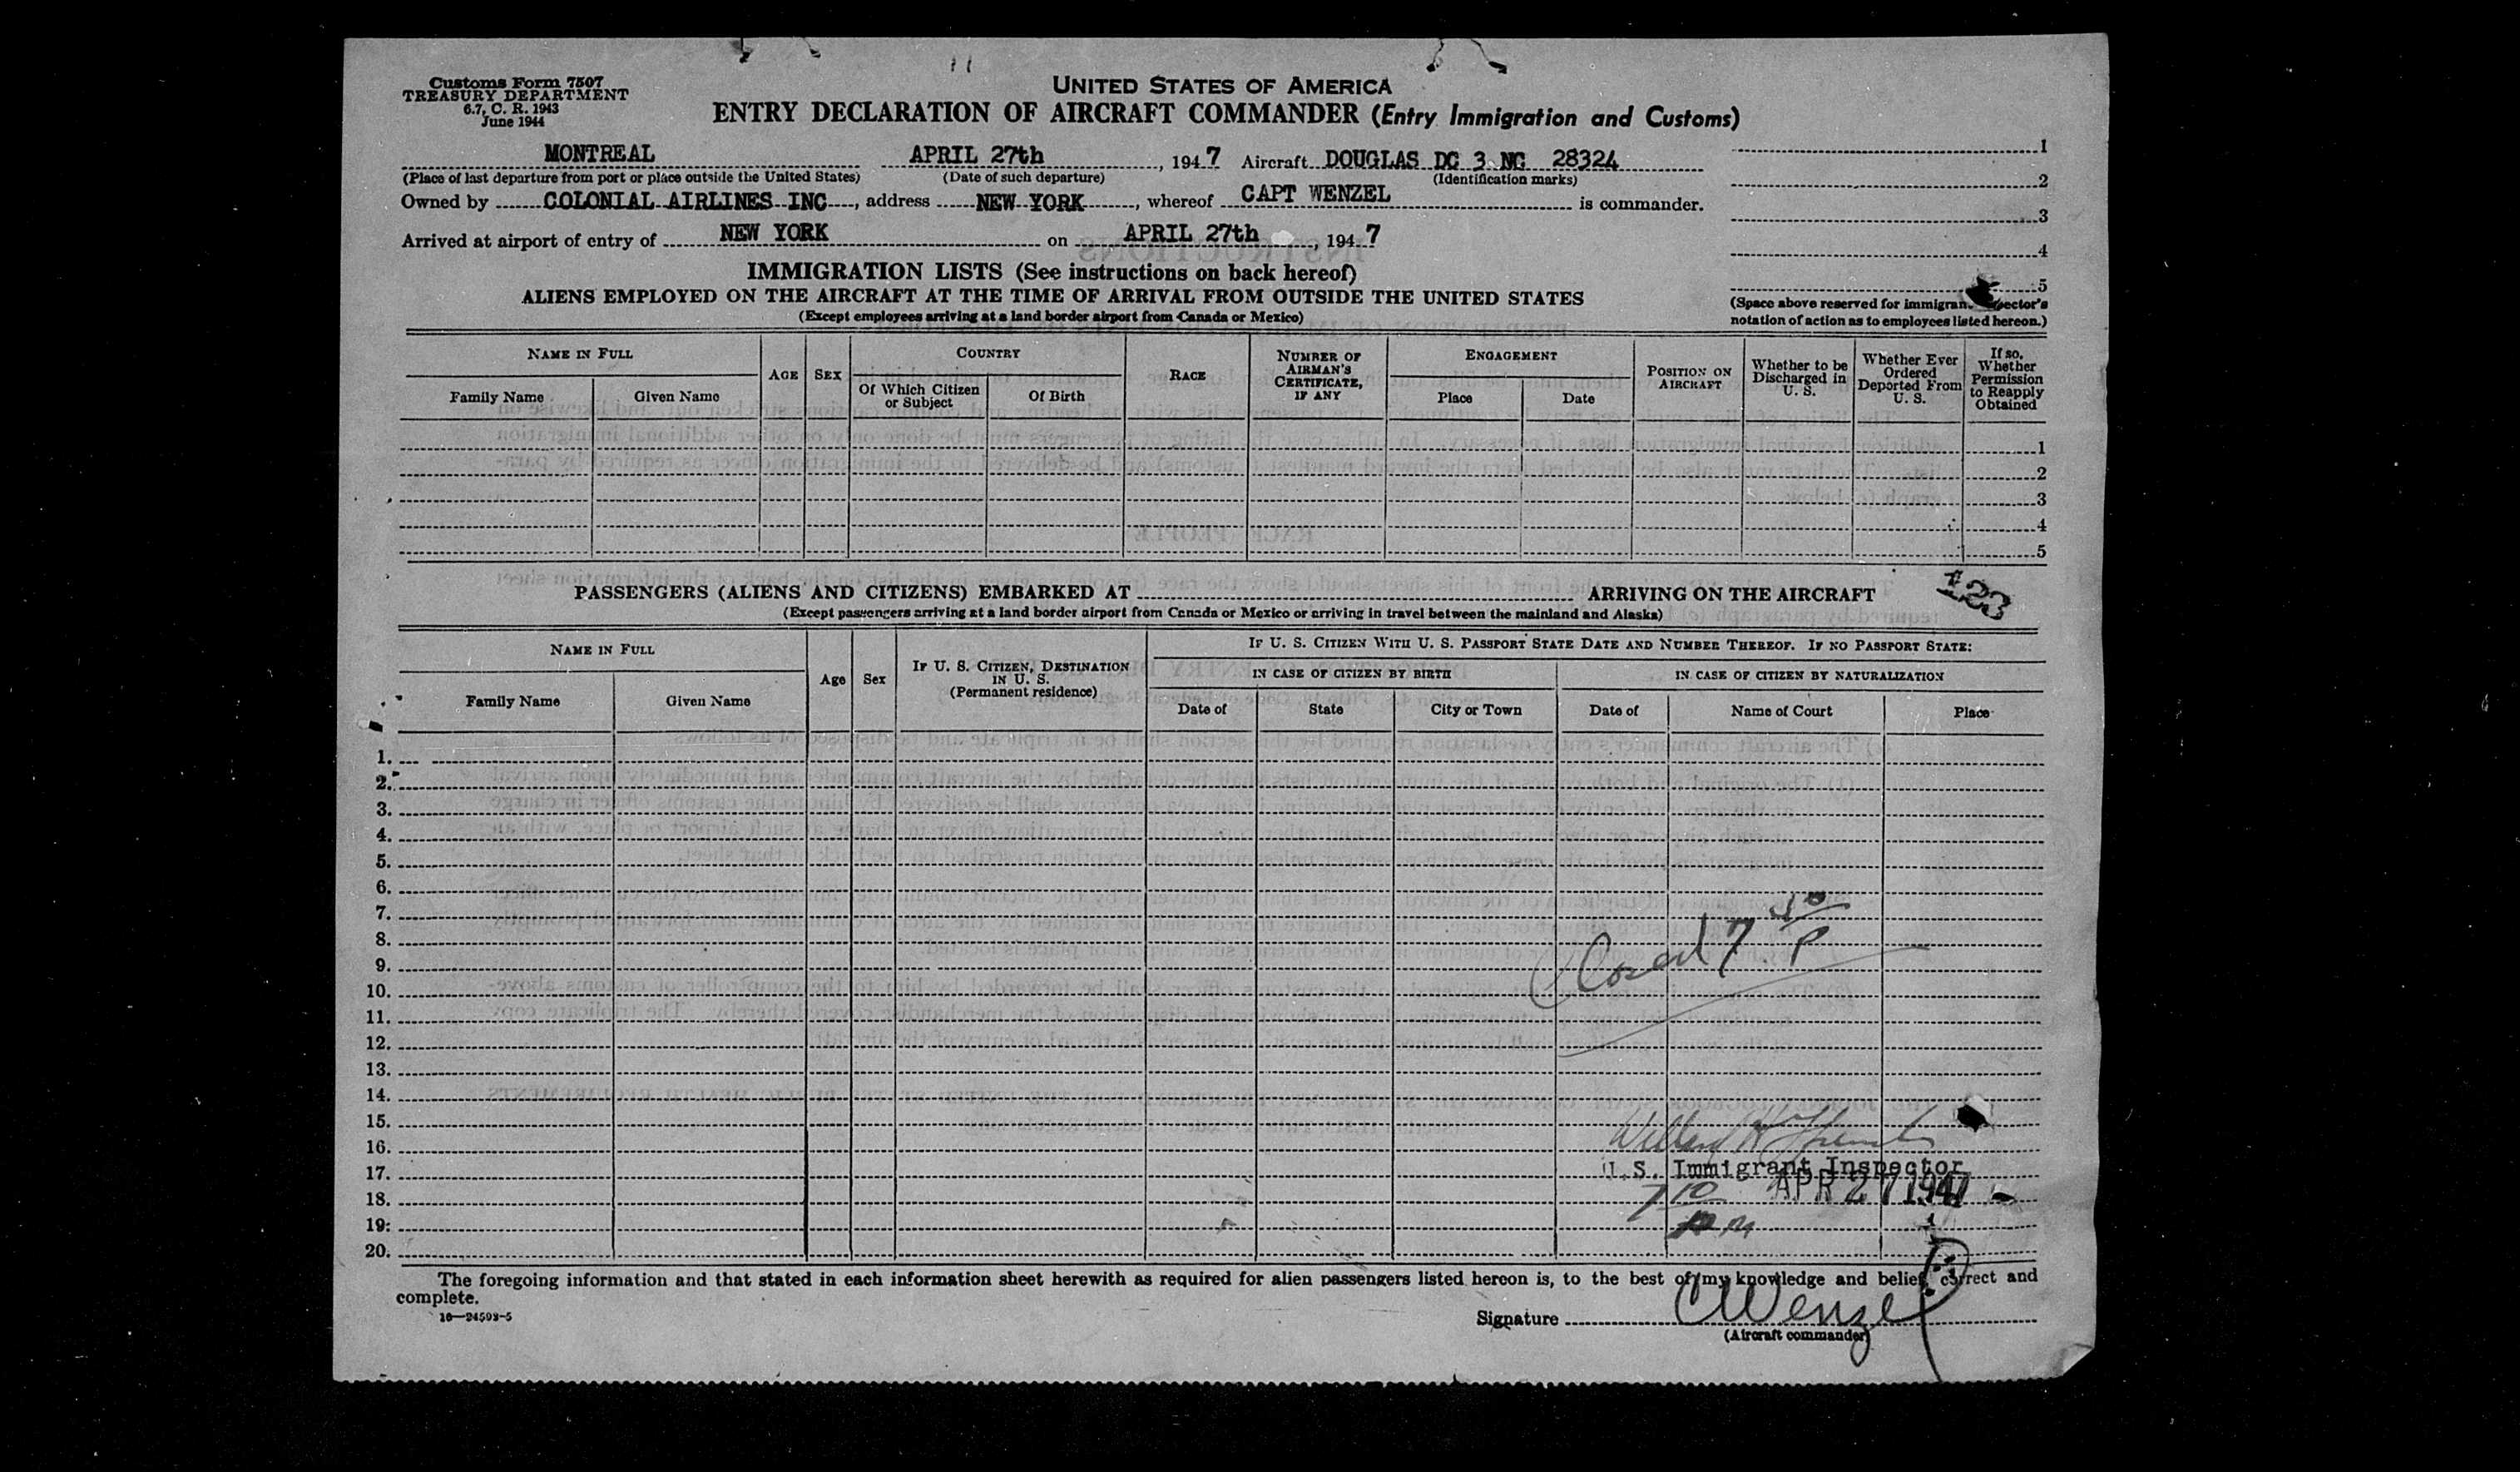 Customs Form 7507
TREASURY DEPARTMENT
6.7, C. R. 1943
June 1944
UNITED STATES OF AMERICA
ENTRY DECLARATION OF AIRCRAFT COMMANDER (Entry Immigration and Customs)
MONTREAL APRIL 27th, 1947 Aircraft DOUGLAS DC 3 NC 28324
(Place of last departure from port or place outside the United States) (Date of such departure) (Identification marks)
Owned by COLONIAL AIRLINES INC, address NEW YORK, whereof CAPT WENZEL is commander.
Arrived at airport of entry of NEW YORK on APRIL 27th, 1947
1
2
3
4
5
(Space above reserved for immigrant
notation of action as to employees listed hereon.)
IMMIGRATION LISTS (See instructions on back hereof)
ALIENS EMPLOYED ON THE AIRCRAFT AT THE TIME OF ARRIVAL FROM OUTSIDE THE UNITED STATES
(Except employees arriving at a land border airport from Canada or Mexico)
NAME IN FULL
Family Name Given Name
AGE
SEX
COUNTRY
Of Which Citizen or Subject
Of Birth
RACE
NUMBER OF AIRMAN'S CERTIFICATE, IF ANY
ENGAGEMENT
Place Date
POSITION ON AIRCRAFT
Whether to be Discharged in U. S.
Whether Ever Ordered Deported From U. S.
If so, Whether Permission to Reapply Obtained
1
2
3
4
5
123
PASSENGERS (ALIENS AND CITIZENS) EMBARKED AT ARRIVING ON THE AIRCRAFT
(Except passengers arriving at a land border airport from Canada or Mexico or arriving in travel between the mainland and Alaska)
NAME IN FULL
Family Name Given Name
Age
Sex
IF U. S. CITIZEN, DESTINATION IN U. S.
(Permanent residence)
IF U. S. CITIZEN WITH U. S. PASSPORT STATE DATE AND NUMBER THEREOF. IF NO PASSPORT STATE:
IN CASE OF CITIZEN BY BIRTH
Date of State City or Town
IN CASE OF CITIZEN BY NATURALIZATION
Date of Name of Court Place
1.
2.
3.
4.
5.
6.
7.
8.
9.
10.
11.
12.
13.
14.
15.
16.
17.
18.
19.
20.
7 P
U.S. Immigrant Inspector
7 10 APR 27 1947
PM
The foregoing information and that stated in each information sheet herewith as required for alien passengers listed hereon is, to the best of my knowledge and belief, correct and
complete.
16—24593-5
Signature C Wenzel
(Aircraft commander)